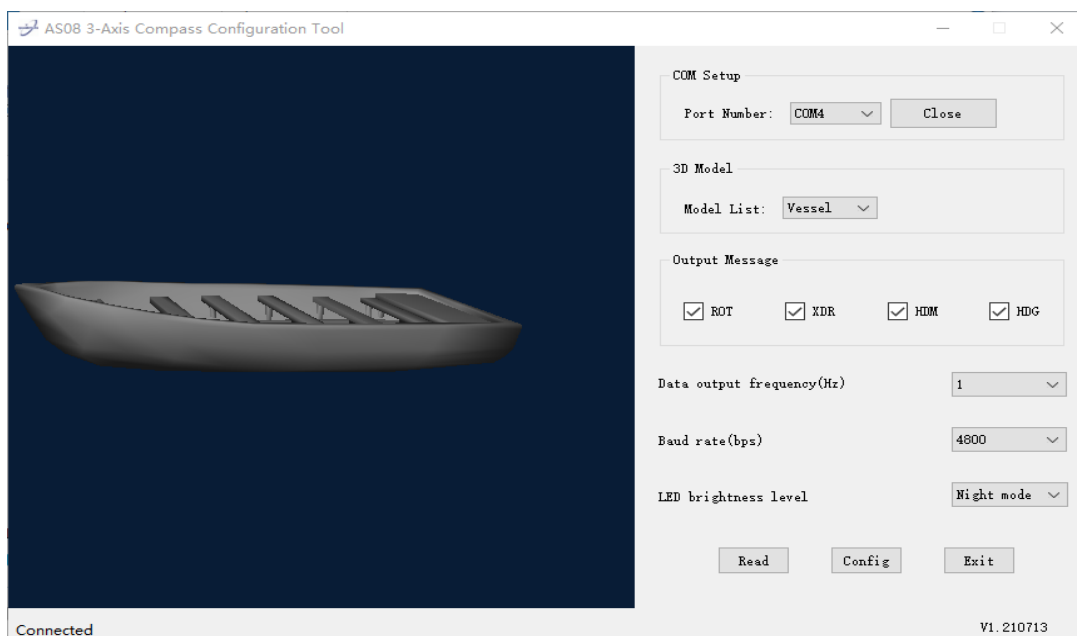 AS08 3-Axis Compass Configuration Tool
COM Setup
Port Number: COM4 Close
3D Model
Model List: Vessel
Output Message
ROT XDR HDM HDG
Data output frequency(Hz) 1
Baud rate(bps) 4800
LED brightness level Night mode
Read Config Exit
Connected V1.210713